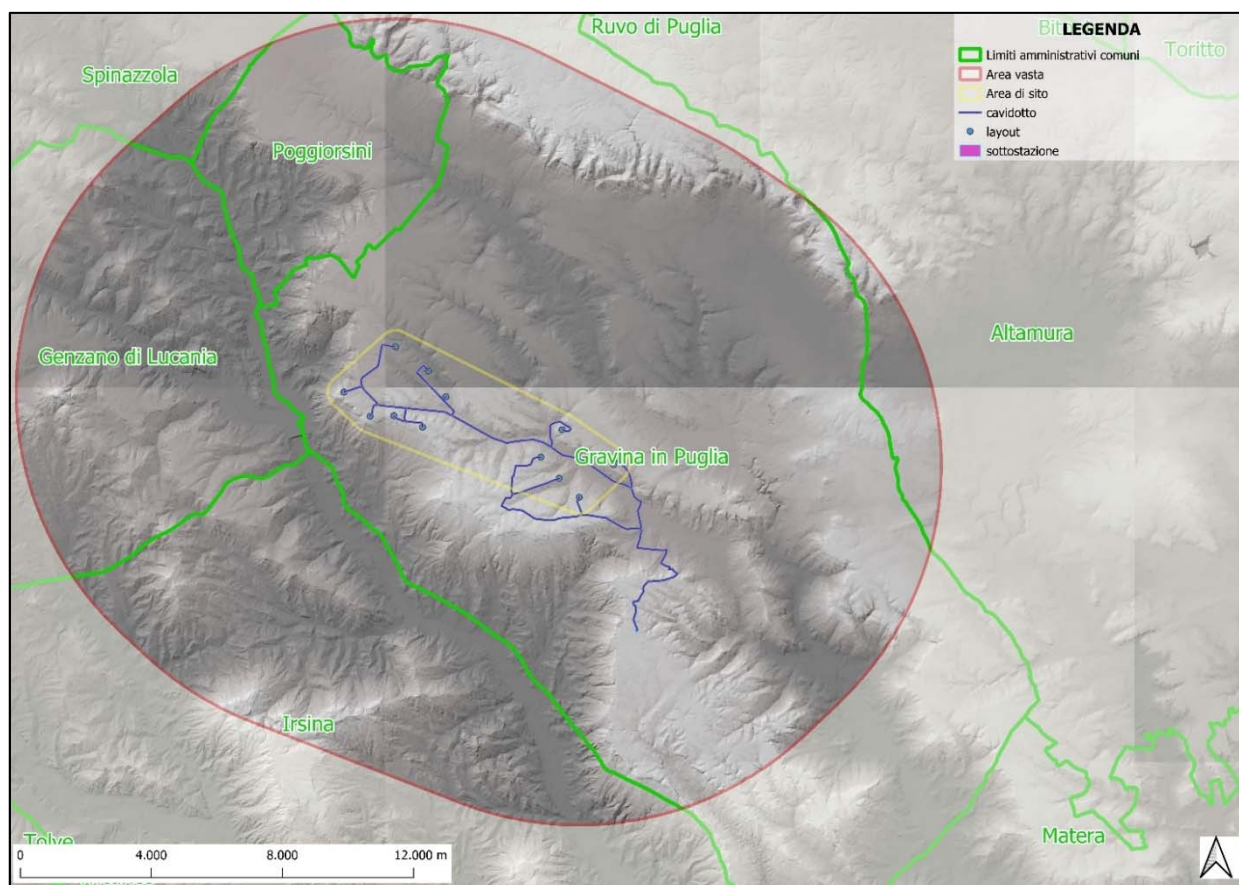 Ruvo di Puglia
LEGENDA
Limiti amministrativi comuni
Area vasta
Area di sito
cavidotto
layout
sottostazione
Toritto
Spinazzola
Poggiorsini
Genzano di Lucania
Altamura
Gravina in Puglia
Irsina
Tolve
Matera
0 4.000 8.000 12.000 m